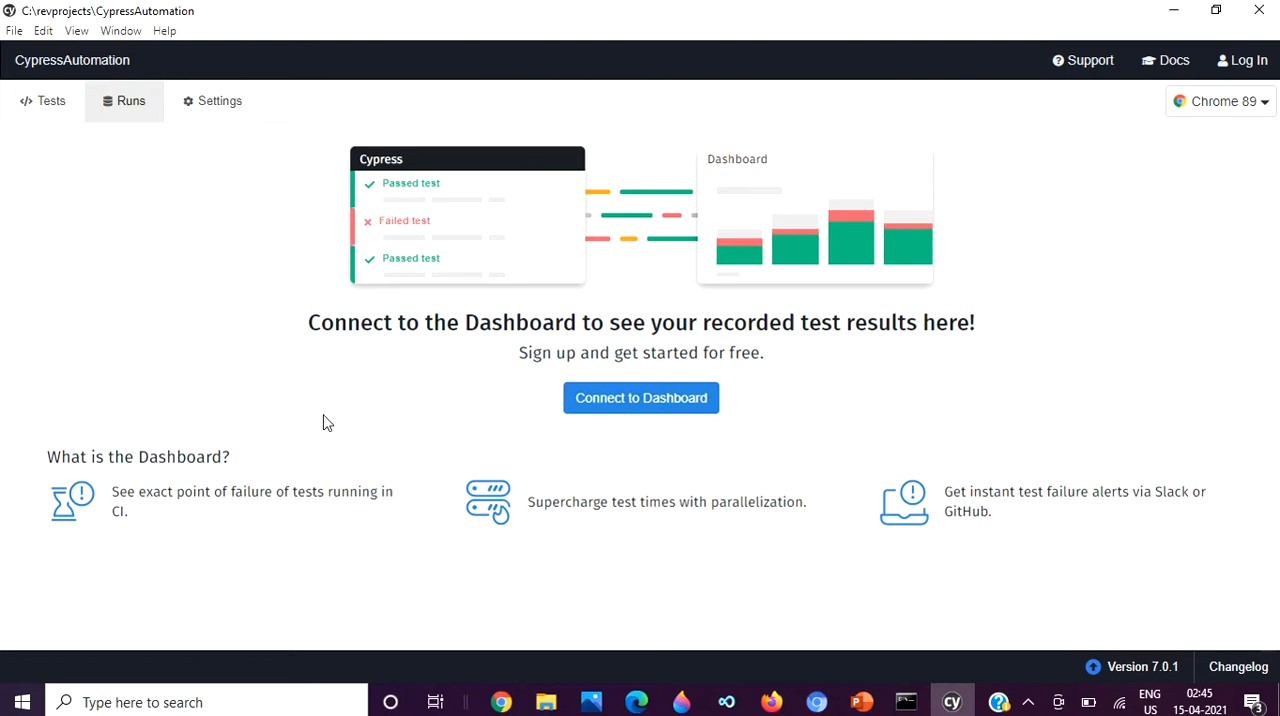 C:\revprojects\CypressAutomation
File Edit View Window Help
CypressAutomation
Support Docs Log In
Tests Runs Settings Chrome 89
Cypress
Passed test
Failed test
Passed test
Dashboard
Connect to the Dashboard to see your recorded test results here!
Sign up and get started for free.
Connect to Dashboard
What is the Dashboard?
See exact point of failure of tests running in
CI.
Supercharge test times with parallelization.
Get instant test failure alerts via Slack or
GitHub.
Version 7.0.1 Changelog
Type here to search
cy
ENG
US
02:45
15-04-2021
3